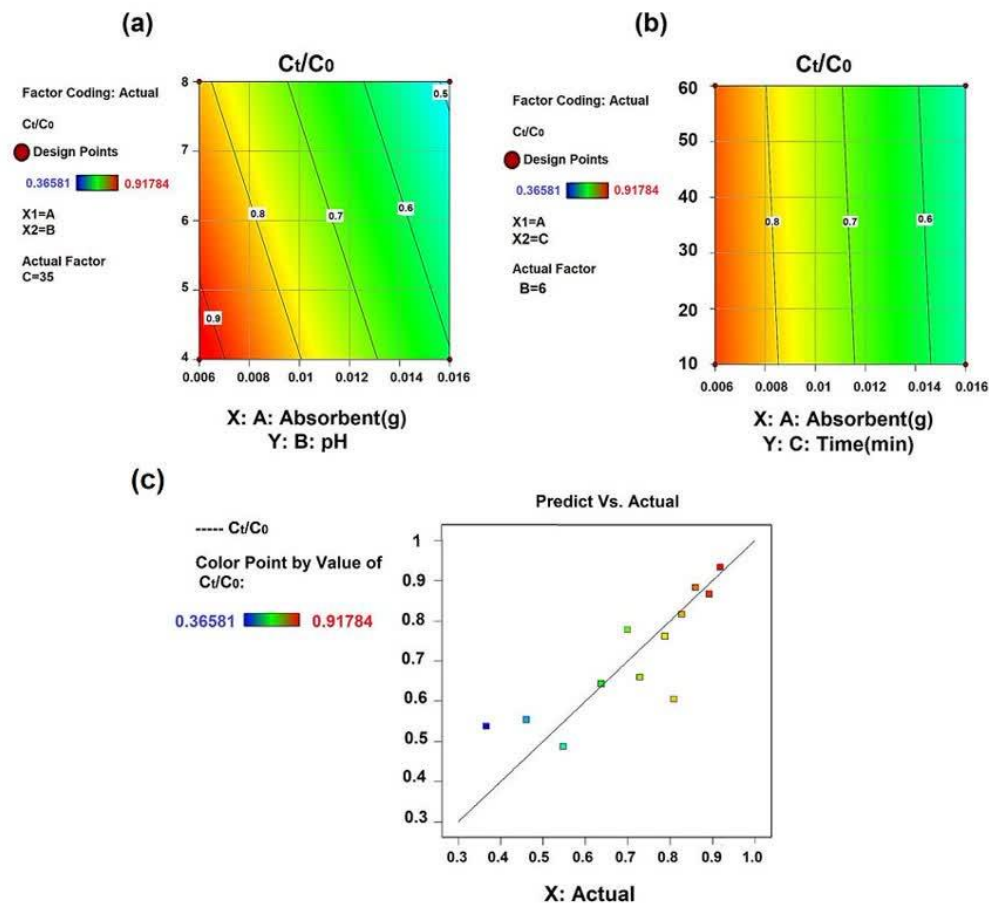 (a)
Ct/C0
Factor Coding: Actual
Ct/C0
Design Points
0.36581 0.91784
X1=A
X2=B
Actual Factor
C=35
8
7
6
5
4
0.5
0.6
0.7
0.8
0.9
0.006 0.008 0.01 0.012 0.014 0.016
X: A: Absorbent(g)
Y: B: pH
(b)
Ct/C0
Factor Coding: Actual
Ct/C0
Design Points
0.36581 0.91784
X1=A
X2=C
Actual Factor
B=6
60
50
40
30
20
10
0.8 0.7 0.6
0.006 0.008 0.01 0.012 0.014 0.016
X: A: Absorbent(g)
Y: C: Time(min)
(c)
Predict Vs. Actual
----- Ct/C0
Color Point by Value of
Ct/C0:
0.36581 0.91784
1
0.9
0.8
0.7
0.6
0.5
0.4
0.3
0.3 0.4 0.5 0.6 0.7 0.8 0.9 1.0
X: Actual